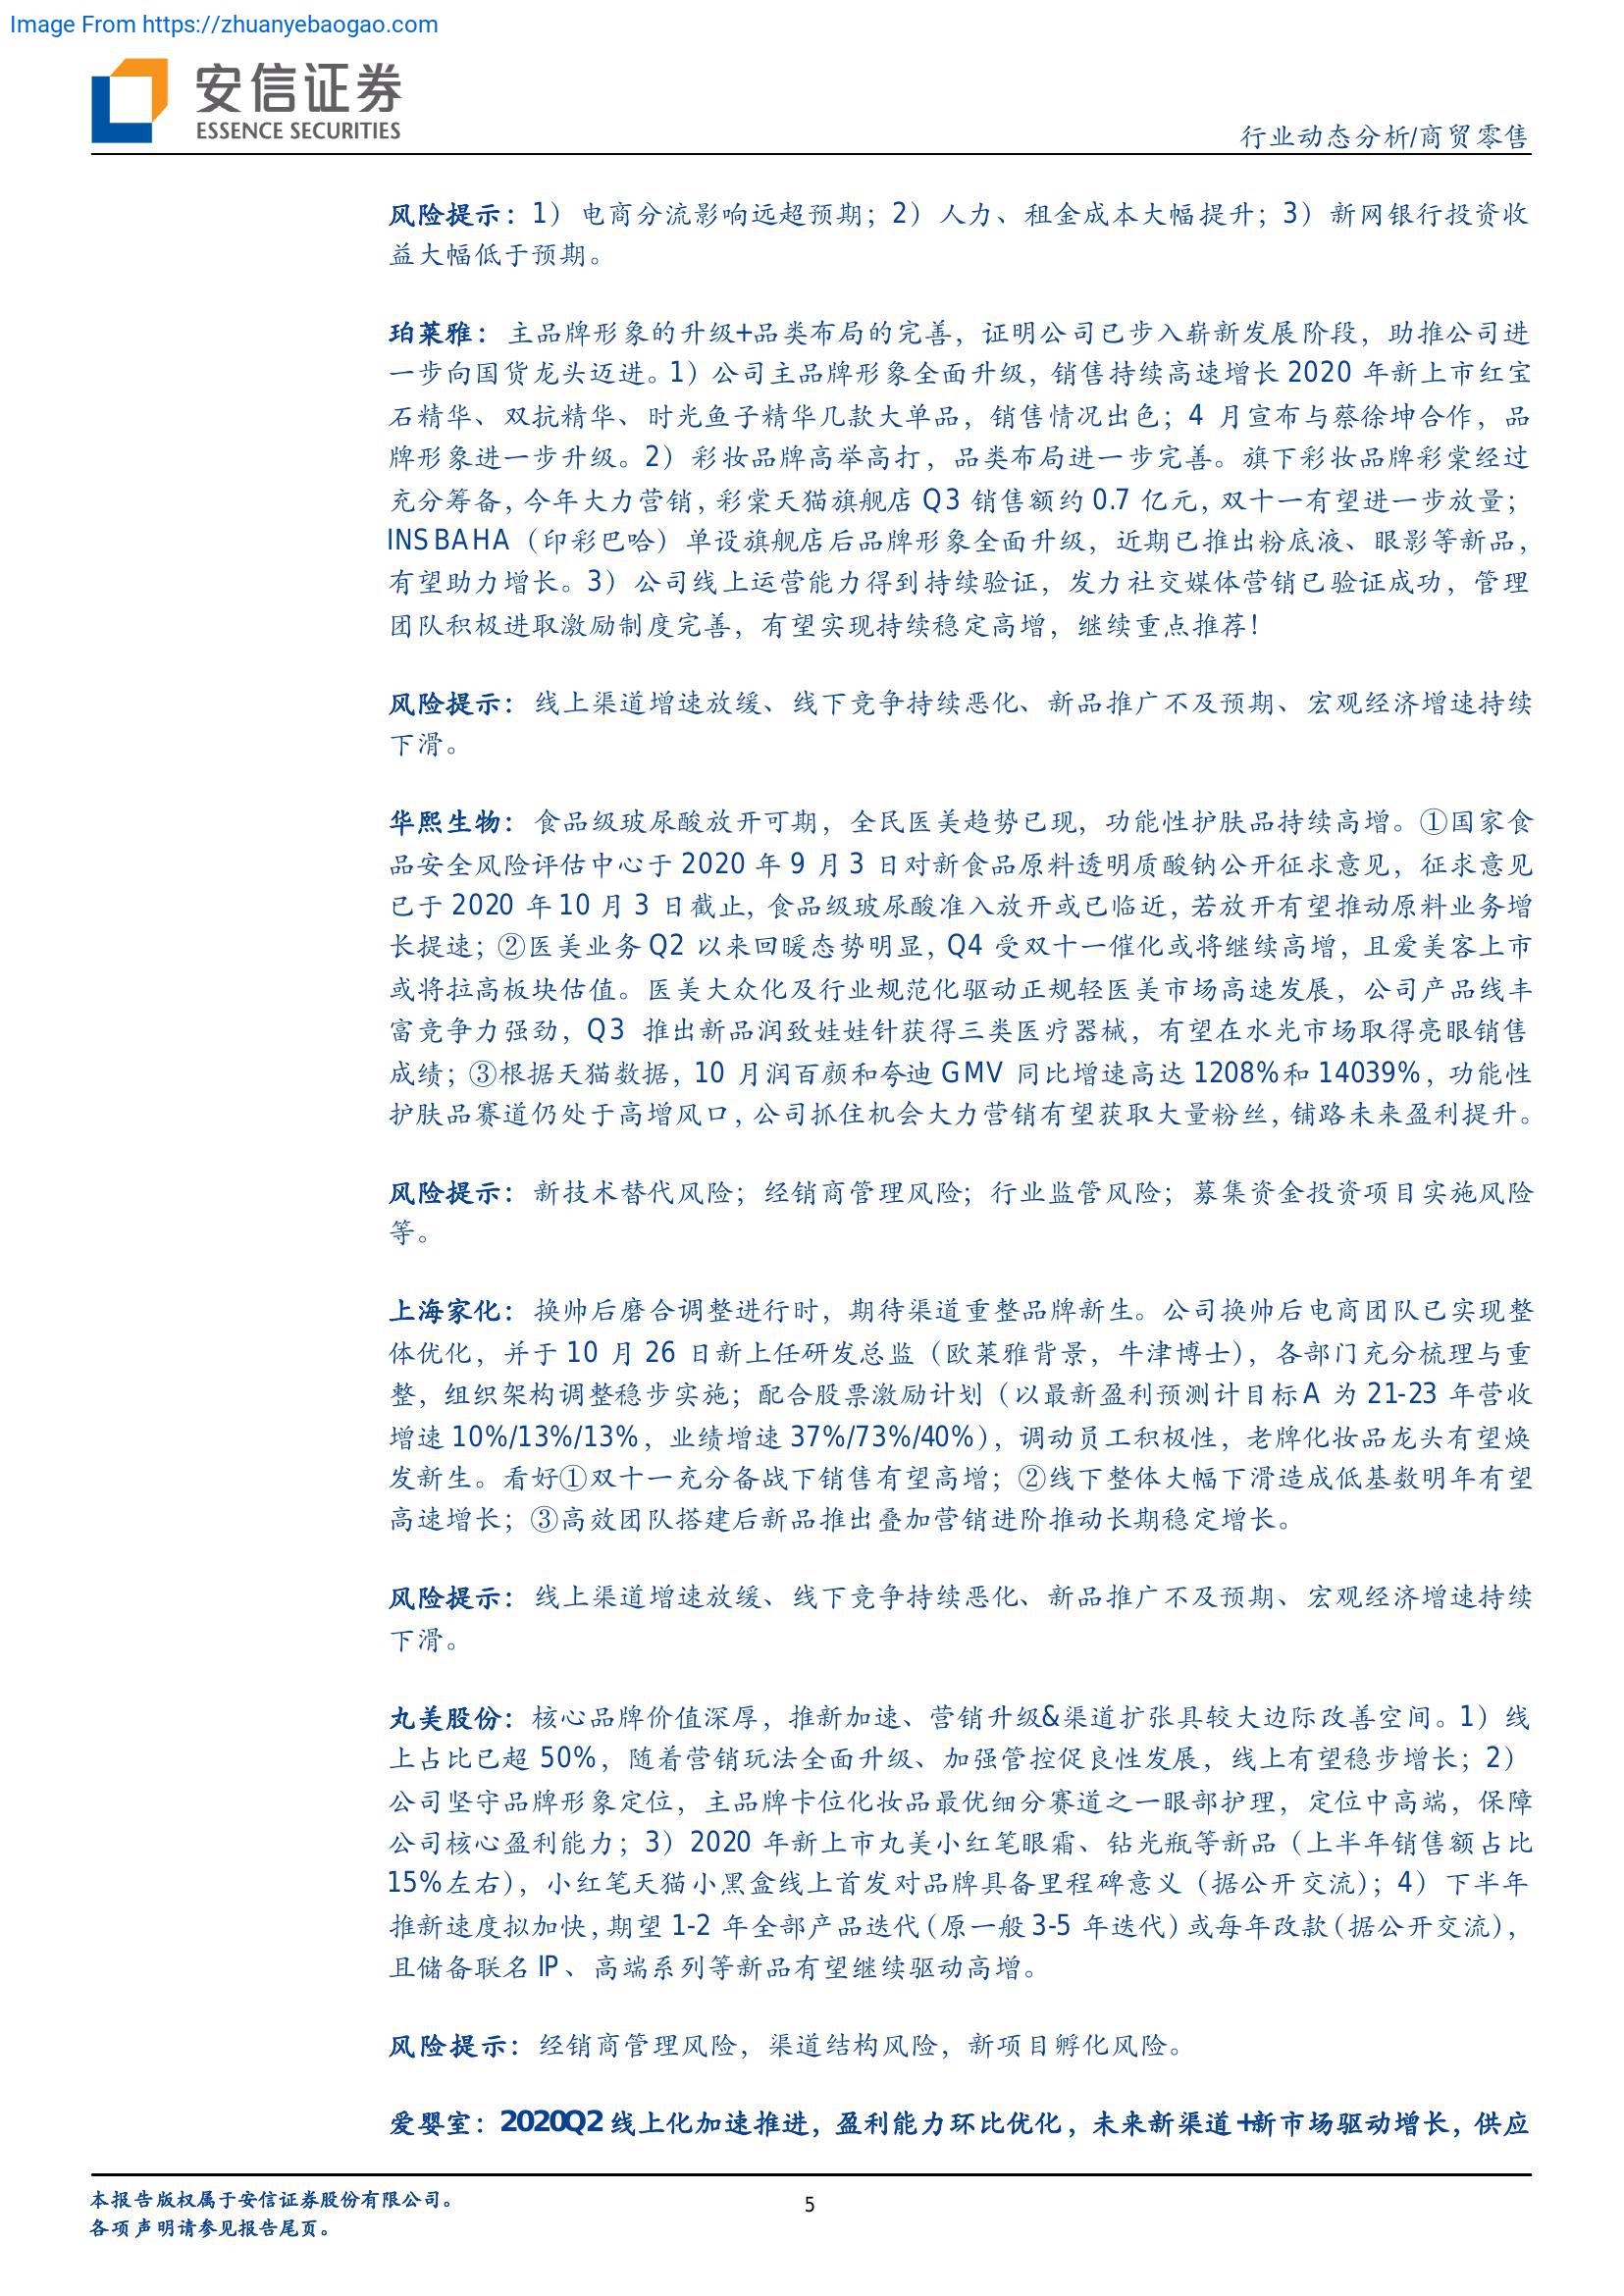 Image From https://zhuanyebaogao.com
安信证券
ESSENCE SECURITIES
行业动态分析/商贸零售
风险提示：1）电商分流影响远超预期；2）人力、租金成本大幅提升；3）新网银行投资收
益大幅低于预期。
珀莱雅：主品牌形象的升级+品类布局的完善，证明公司已步入崭新发展阶段，助推公司进
一步向国货龙头迈进。1）公司主品牌形象全面升级，销售持续高速增长 2020 年新上市红宝
石精华、双抗精华、时光鱼子精华几款大单品，销售情况出色；4 月宣布与蔡徐坤合作，品
牌形象进一步升级。2）彩妆品牌高举高打，品类布局进一步完善。旗下彩妆品牌彩棠经过
充分筹备，今年大力营销，彩棠天猫旗舰店 Q3 销售额约 0.7 亿元，双十一有望进一步放量；
INSBAHA（印彩巴哈）单设旗舰店后品牌形象全面升级，近期已推出粉底液、眼影等新品，
有望助力增长。3）公司线上运营能力得到持续验证，发力社交媒体营销已验证成功，管理
团队积极进取激励制度完善，有望实现持续稳定高增，继续重点推荐！
风险提示：线上渠道增速放缓、线下竞争持续恶化、新品推广不及预期、宏观经济增速持续
下滑。
华熙生物：食品级玻尿酸放开可期，全民医美趋势已现，功能性护肤品持续高增。①国家食
品安全风险评估中心于 2020 年 9 月 3 日对新食品原料透明质酸钠公开征求意见，征求意见
已于 2020 年 10 月 3 日截止，食品级玻尿酸准入放开或已临近，若放开有望推动原料业务增
长提速；②医美业务 Q2 以来回暖态势明显，Q4 受双十一催化或将继续高增，且爱美客上市
或将拉高板块估值。医美大众化及行业规范化驱动正规轻医美市场高速发展，公司产品线丰
富竞争力强劲，Q3 推出新品润致娃娃针获得三类医疗器械，有望在水光市场取得亮眼销售
成绩；③根据天猫数据，10 月润百颜和夸迪 GMV 同比增速高达 1208%和 14039%，功能性
护肤品赛道仍处于高增风口，公司抓住机会大力营销有望获取大量粉丝，铺路未来盈利提升。
风险提示：新技术替代风险；经销商管理风险；行业监管风险；募集资金投资项目实施风险
等。
上海家化：换帅后磨合调整进行时，期待渠道重整品牌新生。公司换帅后电商团队已实现整
体优化，并于 10 月 26 日新上任研发总监（欧莱雅背景，牛津博士），各部门充分梳理与重
整，组织架构调整稳步实施；配合股票激励计划（以最新盈利预测计目标 A 为 21-23 年营收
增速 10%/13%/13%，业绩增速 37%/73%/40%），调动员工积极性，老牌化妆品龙头有望焕
发新生。看好①双十一充分备战下销售有望高增；②线下整体大幅下滑造成低基数明年有望
高速增长；③高效团队搭建后新品推出叠加营销进阶推动长期稳定增长。
风险提示：线上渠道增速放缓、线下竞争持续恶化、新品推广不及预期、宏观经济增速持续
下滑。
丸美股份：核心品牌价值深厚，推新加速、营销升级&渠道扩张具较大边际改善空间。1）线
上占比已超 50%，随着营销玩法全面升级、加强管控促良性发展，线上有望稳步增长；2）
公司坚守品牌形象定位，主品牌卡位化妆品最优细分赛道之一眼部护理，定位中高端，保障
公司核心盈利能力；3）2020 年新上市丸美小红笔眼霜、钻光瓶等新品（上半年销售额占比
15%左右），小红笔天猫小黑盒线上首发对品牌具备里程碑意义（据公开交流）；4）下半年
推新速度拟加快，期望 1-2 年全部产品迭代（原一般 3-5 年迭代）或每年改款（据公开交流），
且储备联名 IP、高端系列等新品有望继续驱动高增。
风险提示：经销商管理风险，渠道结构风险，新项目孵化风险。
爱婴室：2020Q2 线上化加速推进，盈利能力环比优化，未来新渠道+新市场驱动增长，供应
本报告版权属于安信证券股份有限公司。
各项声明请参见报告尾页。
5